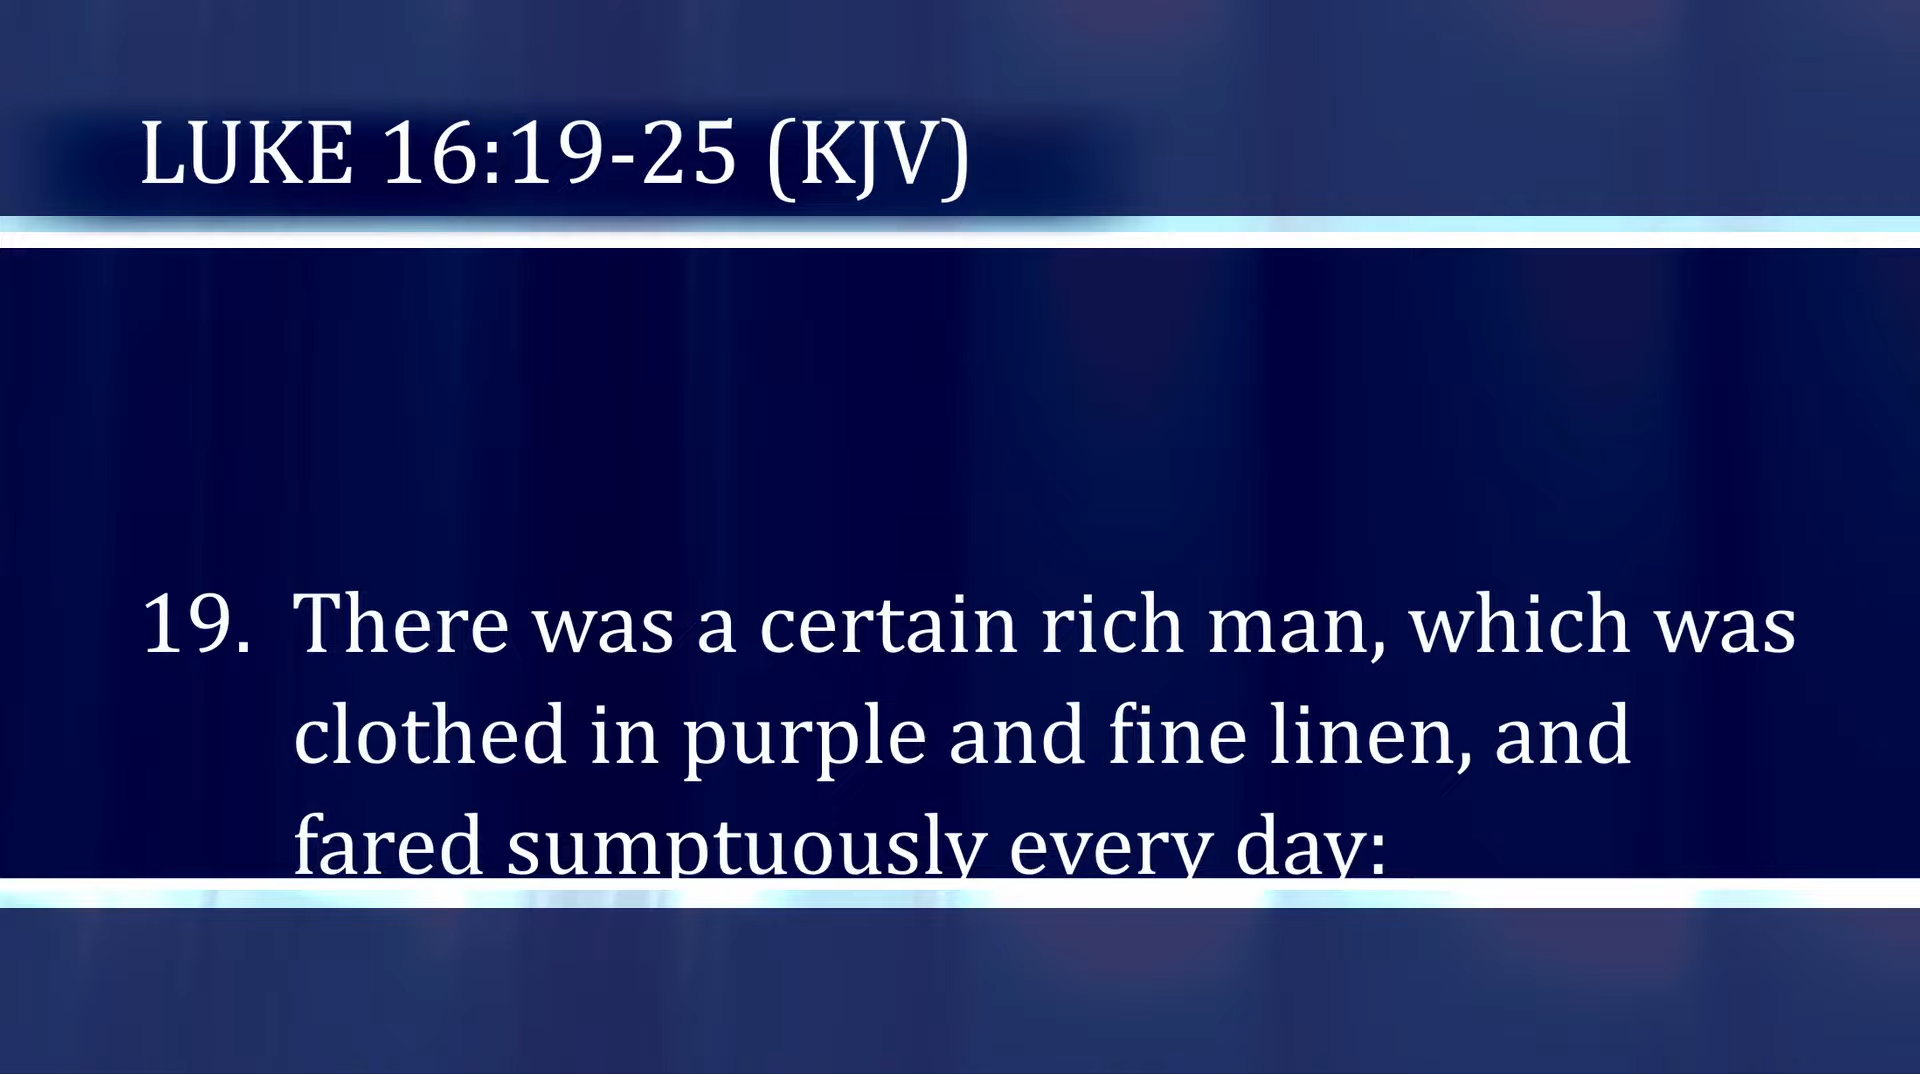 LUKE 16:19-25 (KJV)
19. There was a certain rich man, which was
clothed in purple and fine linen, and
fared sumptuously every day: